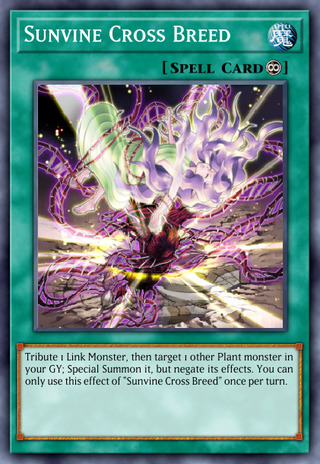 Sunvine Cross Breed
[Spell Card]
Tribute 1 Link Monster, then target 1 other Plant monster in
your GY; Special Summon it, but negate its effects. You can
only use this effect of "Sunvine Cross Breed" once per turn.